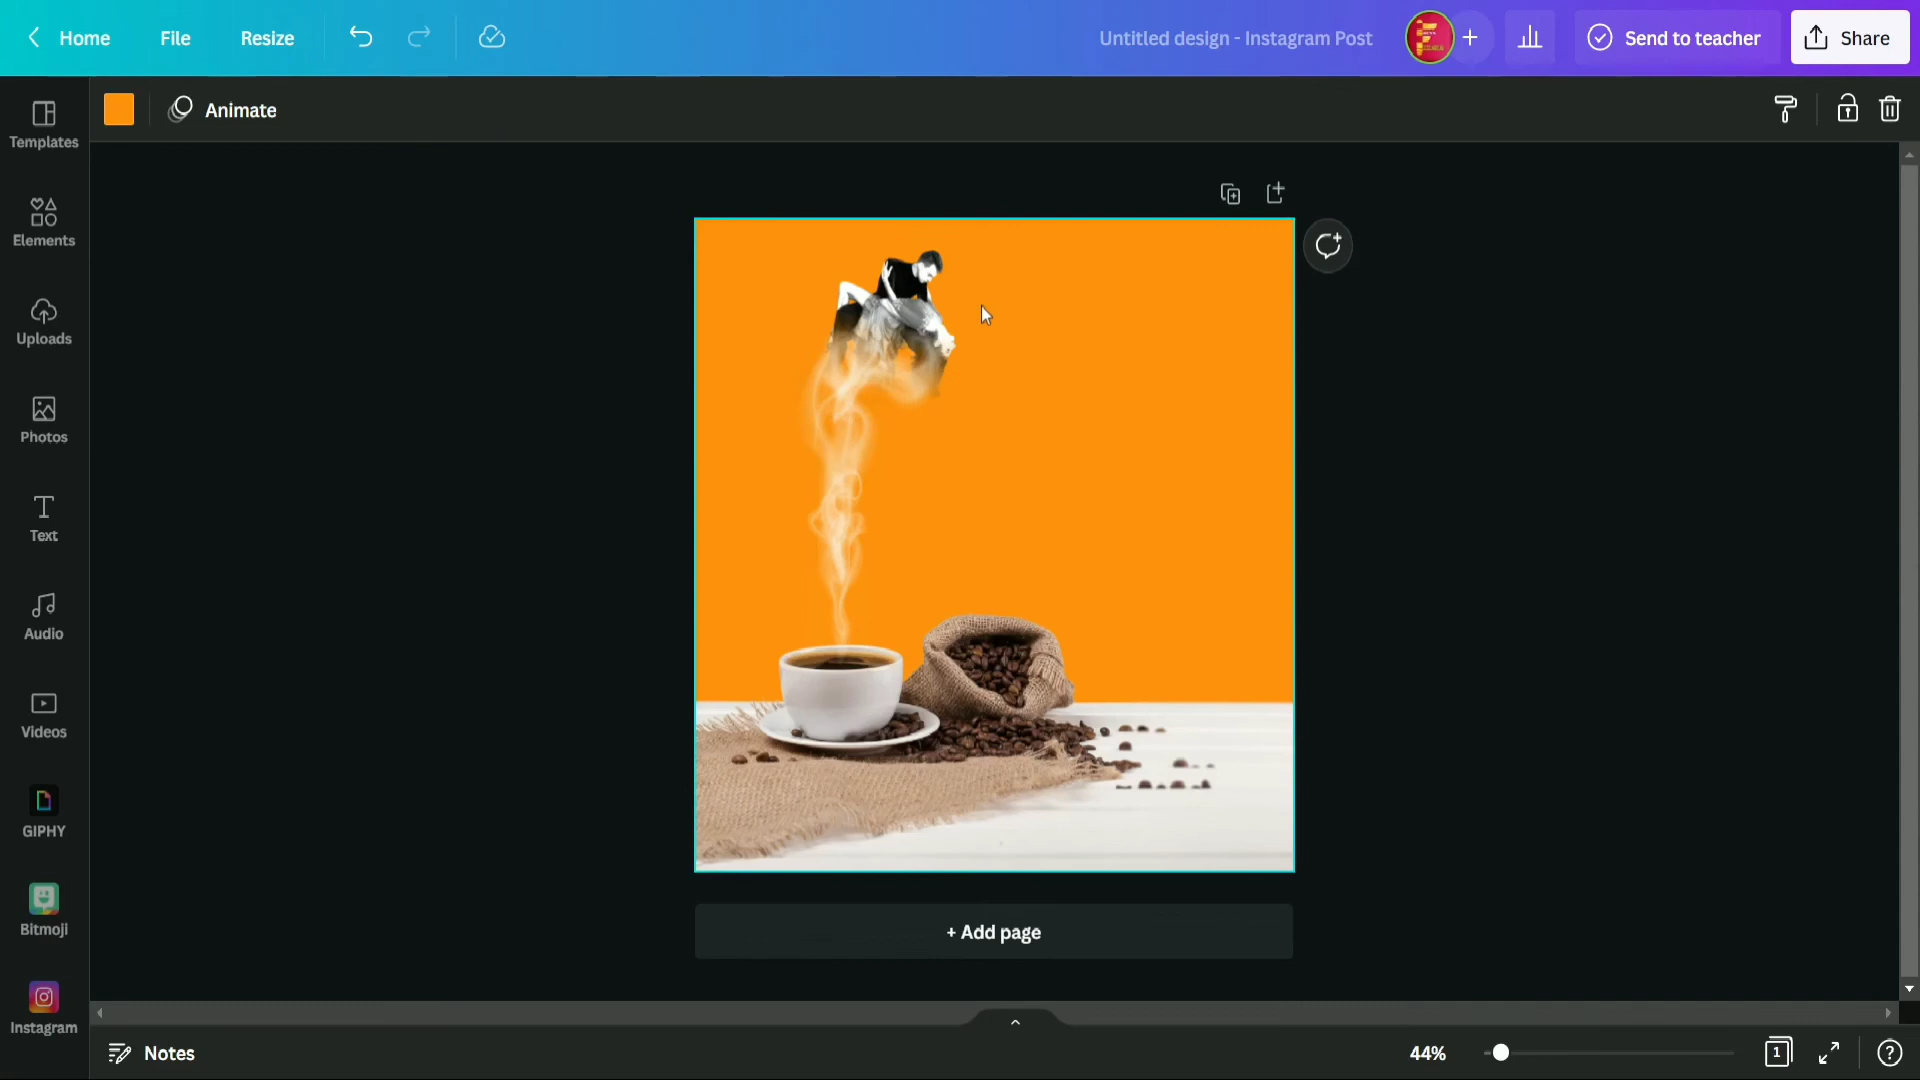 Home File Resize Untitled design - Instagram Post + Send to teacher Share
Animate
Templates
Elements
Uploads
Photos
Text
Audio
Videos
GIPHY
Bitmoji
Instagram
+ Add page
Notes 44% 1 ?